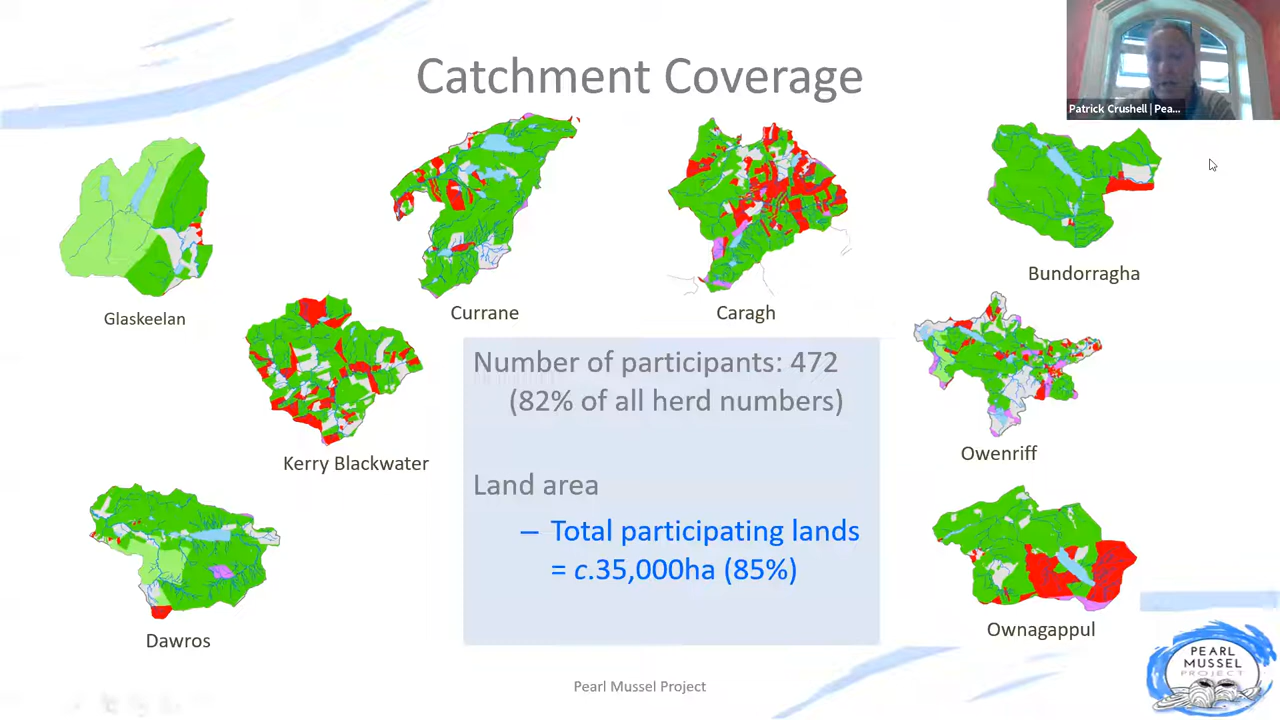 Catchment Coverage
Patrick Crushell | Pea...
Glaskeelan
Currane
Caragh
Bundorragha
Kerry Blackwater
Number of participants: 472
(82% of all herd numbers)
Land area
– Total participating lands
= c.35,000ha (85%)
Owenriff
Dawros
Ownagappul
Pearl Mussel Project
PEARL
MUSSEL
PROJECT